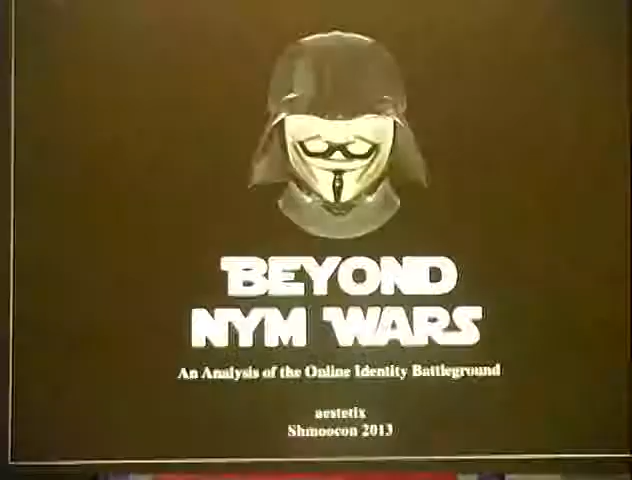 BEYOND
NYM WARS
An Analysis of the Online Identity Battleground
aestetix
Shmoocon 2013